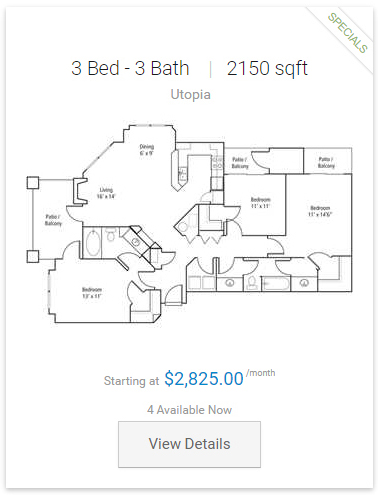 SPECIALS
3 Bed - 3 Bath | 2150 sqft
Utopia
Dining
6' x 9'
Living
16' x 14'
Patio /
Balcony
Patio /
Balcony
Patio /
Balcony
Bedroom
11' x 11'
Bedroom
11' x 14'6"
Bedroom
13' x 11'
Starting at $2,825.00 /month
4 Available Now
View Details